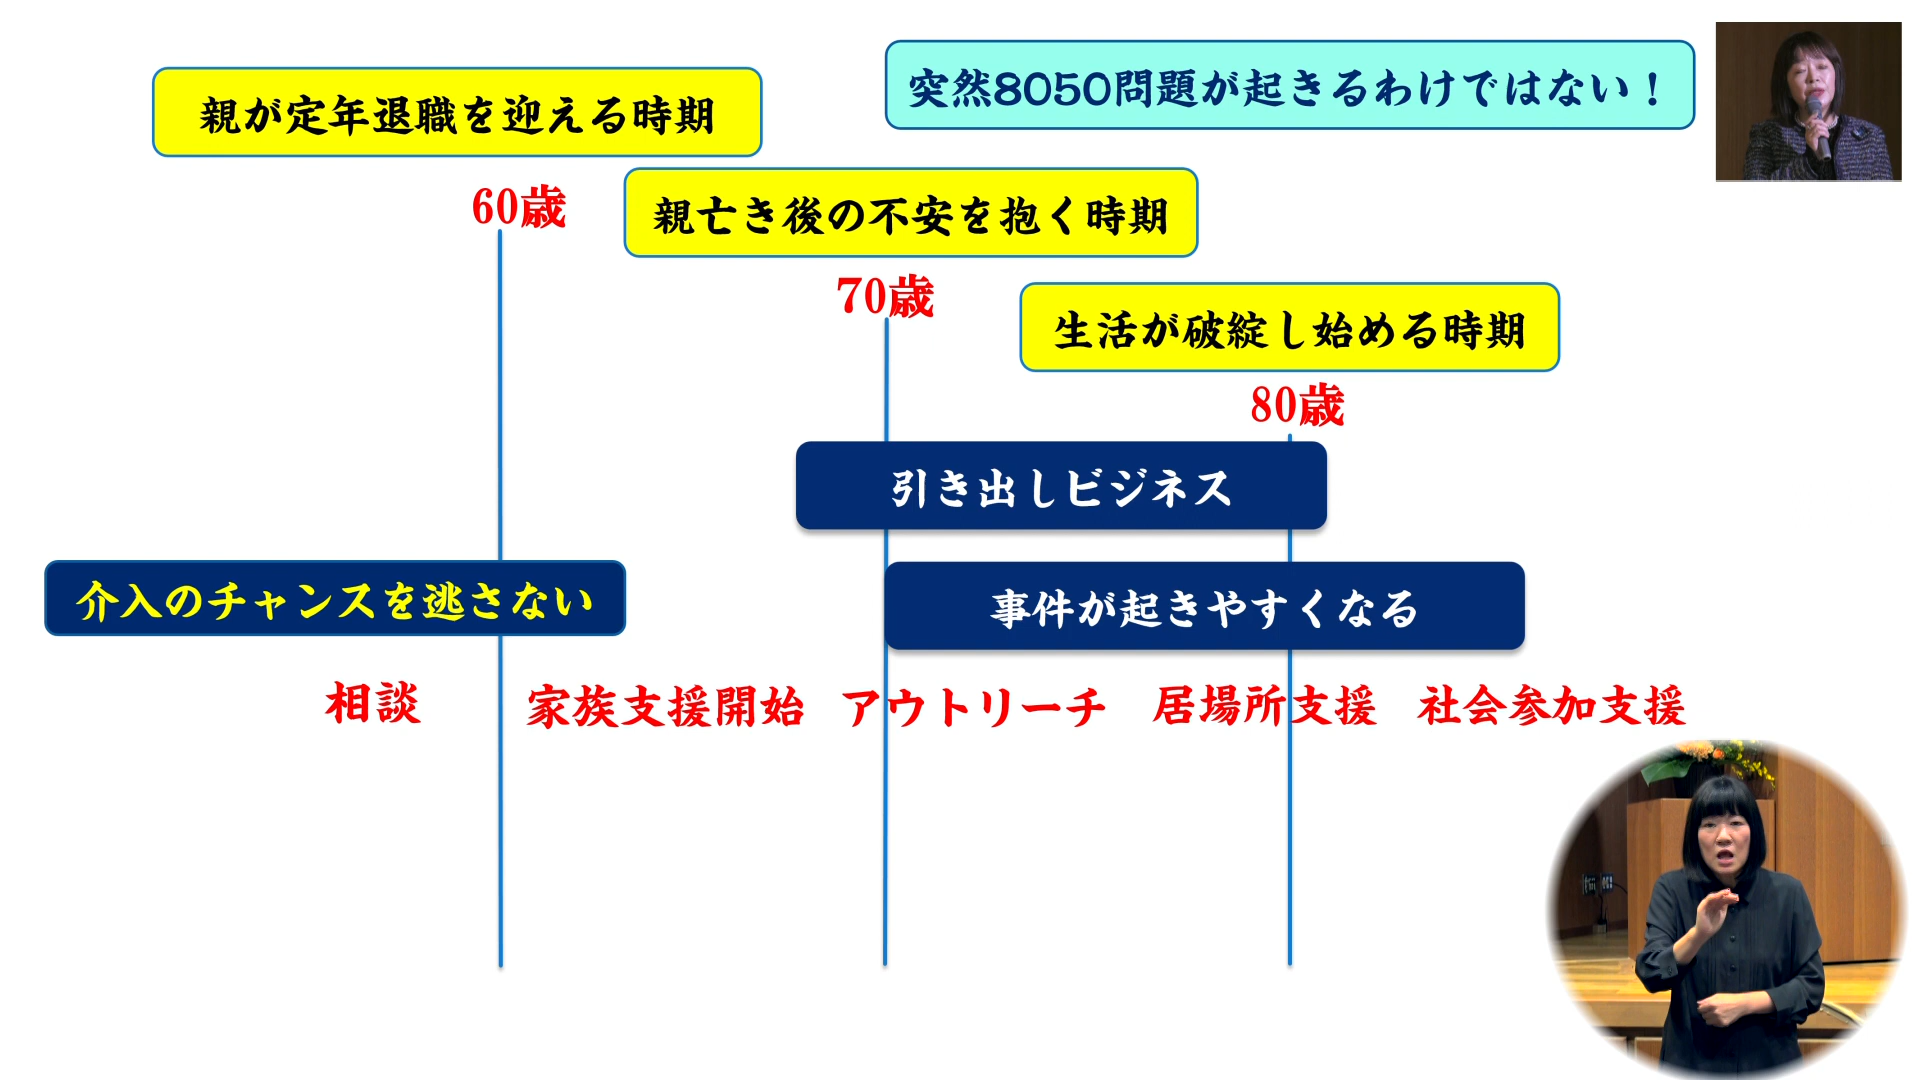 突然8050問題が起きるわけではない！
親が定年退職を迎える時期
60歳
親亡き後の不安を抱く時期
70歳
生活が破綻し始める時期
80歳
引き出しビジネス
介入のチャンスを逃さない
事件が起きやすくなる
相談
家族支援開始
アウトリーチ
居場所支援
社会参加支援